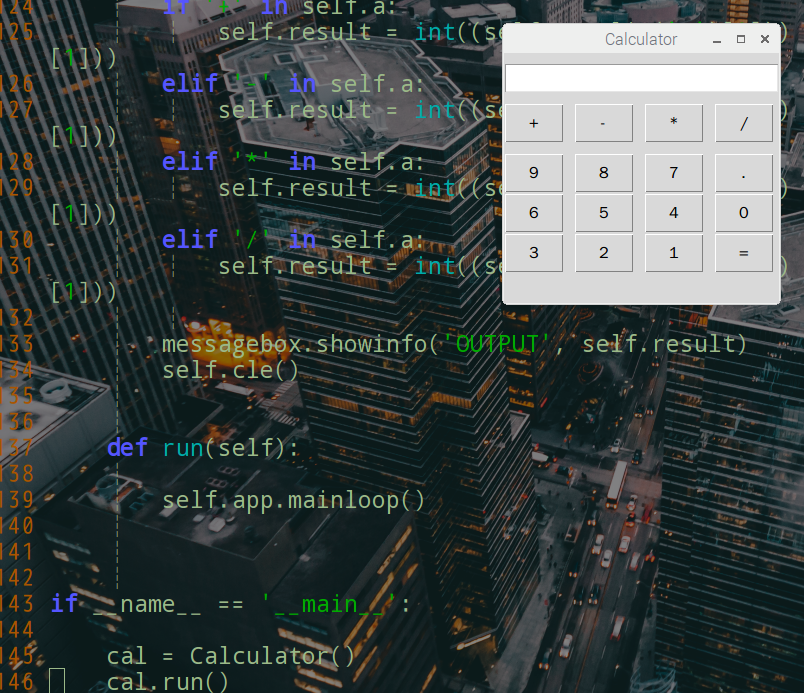 124 if '+' in self.a:
125 self.result = int((se
[1]))
126 elif '-' in self.a:
127 self.result = int((se
[1]))
128 elif '*' in self.a:
129 self.result = int((se
[1]))
130 elif '/' in self.a:
131 self.result = int((se
[1]))
132
133 messagebox.showinfo('OUTPUT', self.result)
134 self.cle()
135
136
137 def run(self):
138
139 self.app.mainloop()
140
141
142
143 if __name__ == '__main__':
144
145 cal = Calculator()
146 cal.run()
Calculator
+ - * /
9 8 7 .
6 5 4 0
3 2 1 =